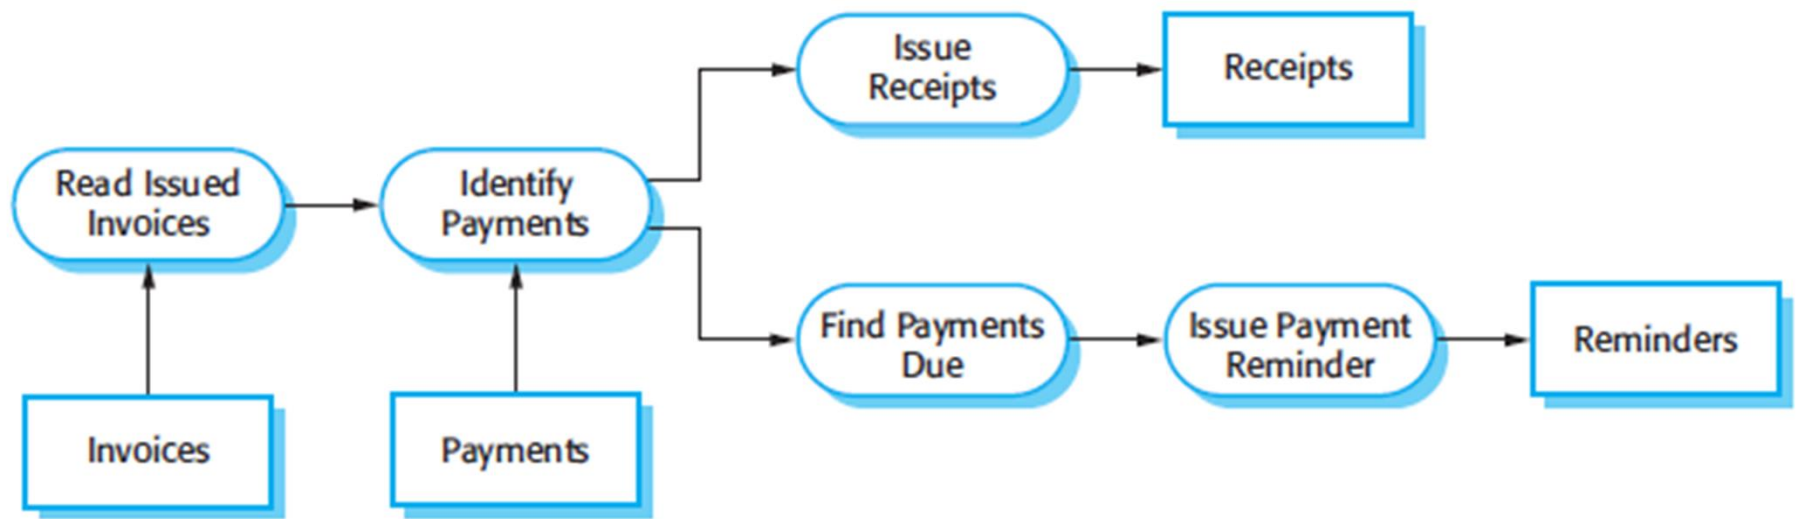 Issue
Receipts
Receipts
Read Issued
Invoices
Identify
Payments
Find Payments
Due
Issue Payment
Reminder
Reminders
Invoices
Payments